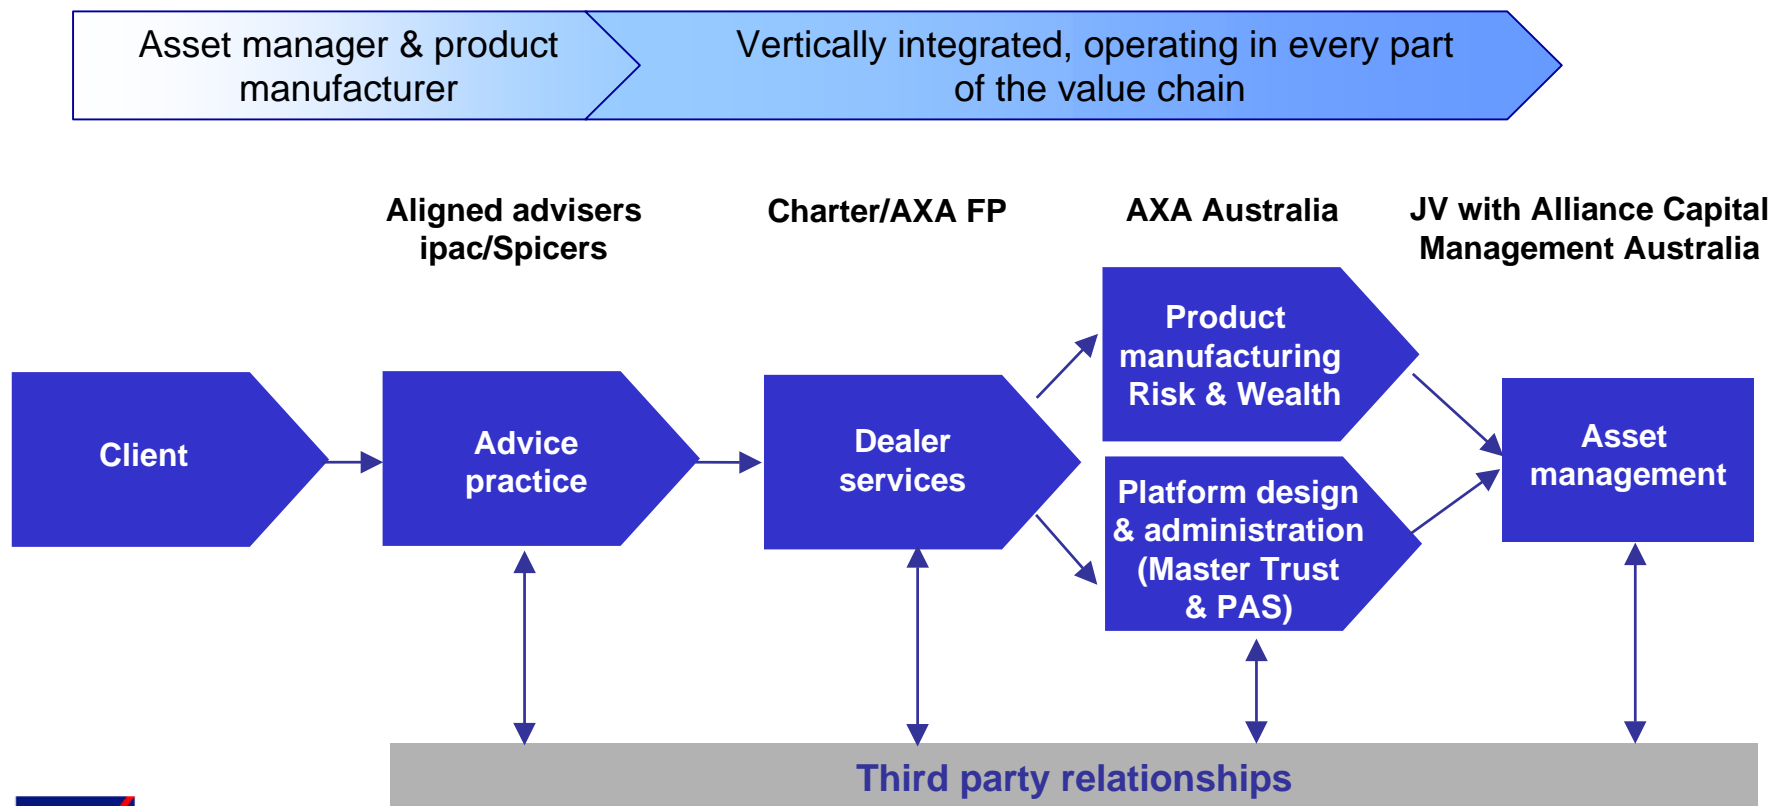 Asset manager & product
manufacturer
Vertically integrated, operating in every part
of the value chain
Aligned advisers
ipac/Spicers
Charter/AXA FP
AXA Australia
JV with Alliance Capital
Management Australia
Client
Advice
practice
Dealer
services
Product
manufacturing
Risk & Wealth
Platform design
& administration
(Master Trust
& PAS)
Asset
management
Third party relationships